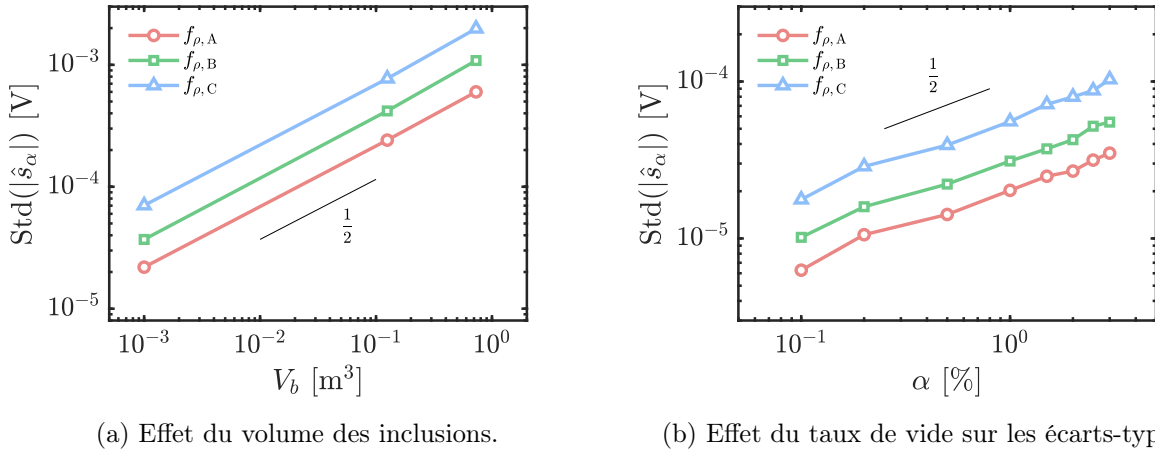 f_{ρ, A}
f_{ρ, B}
f_{ρ, C}
10^{-3}
10^{-4}
10^{-5}
Std(|ŝ_α|) [V]
1/2
10^{-3} 10^{-2} 10^{-1} 10^{0}
V_b [m^3]
(a) Effet du volume des inclusions.
f_{ρ, A}
f_{ρ, B}
f_{ρ, C}
10^{-4}
10^{-5}
Std(|ŝ_α|) [V]
1/2
10^{-1} 10^{0}
α [%]
(b) Effet du taux de vide sur les écarts-typ